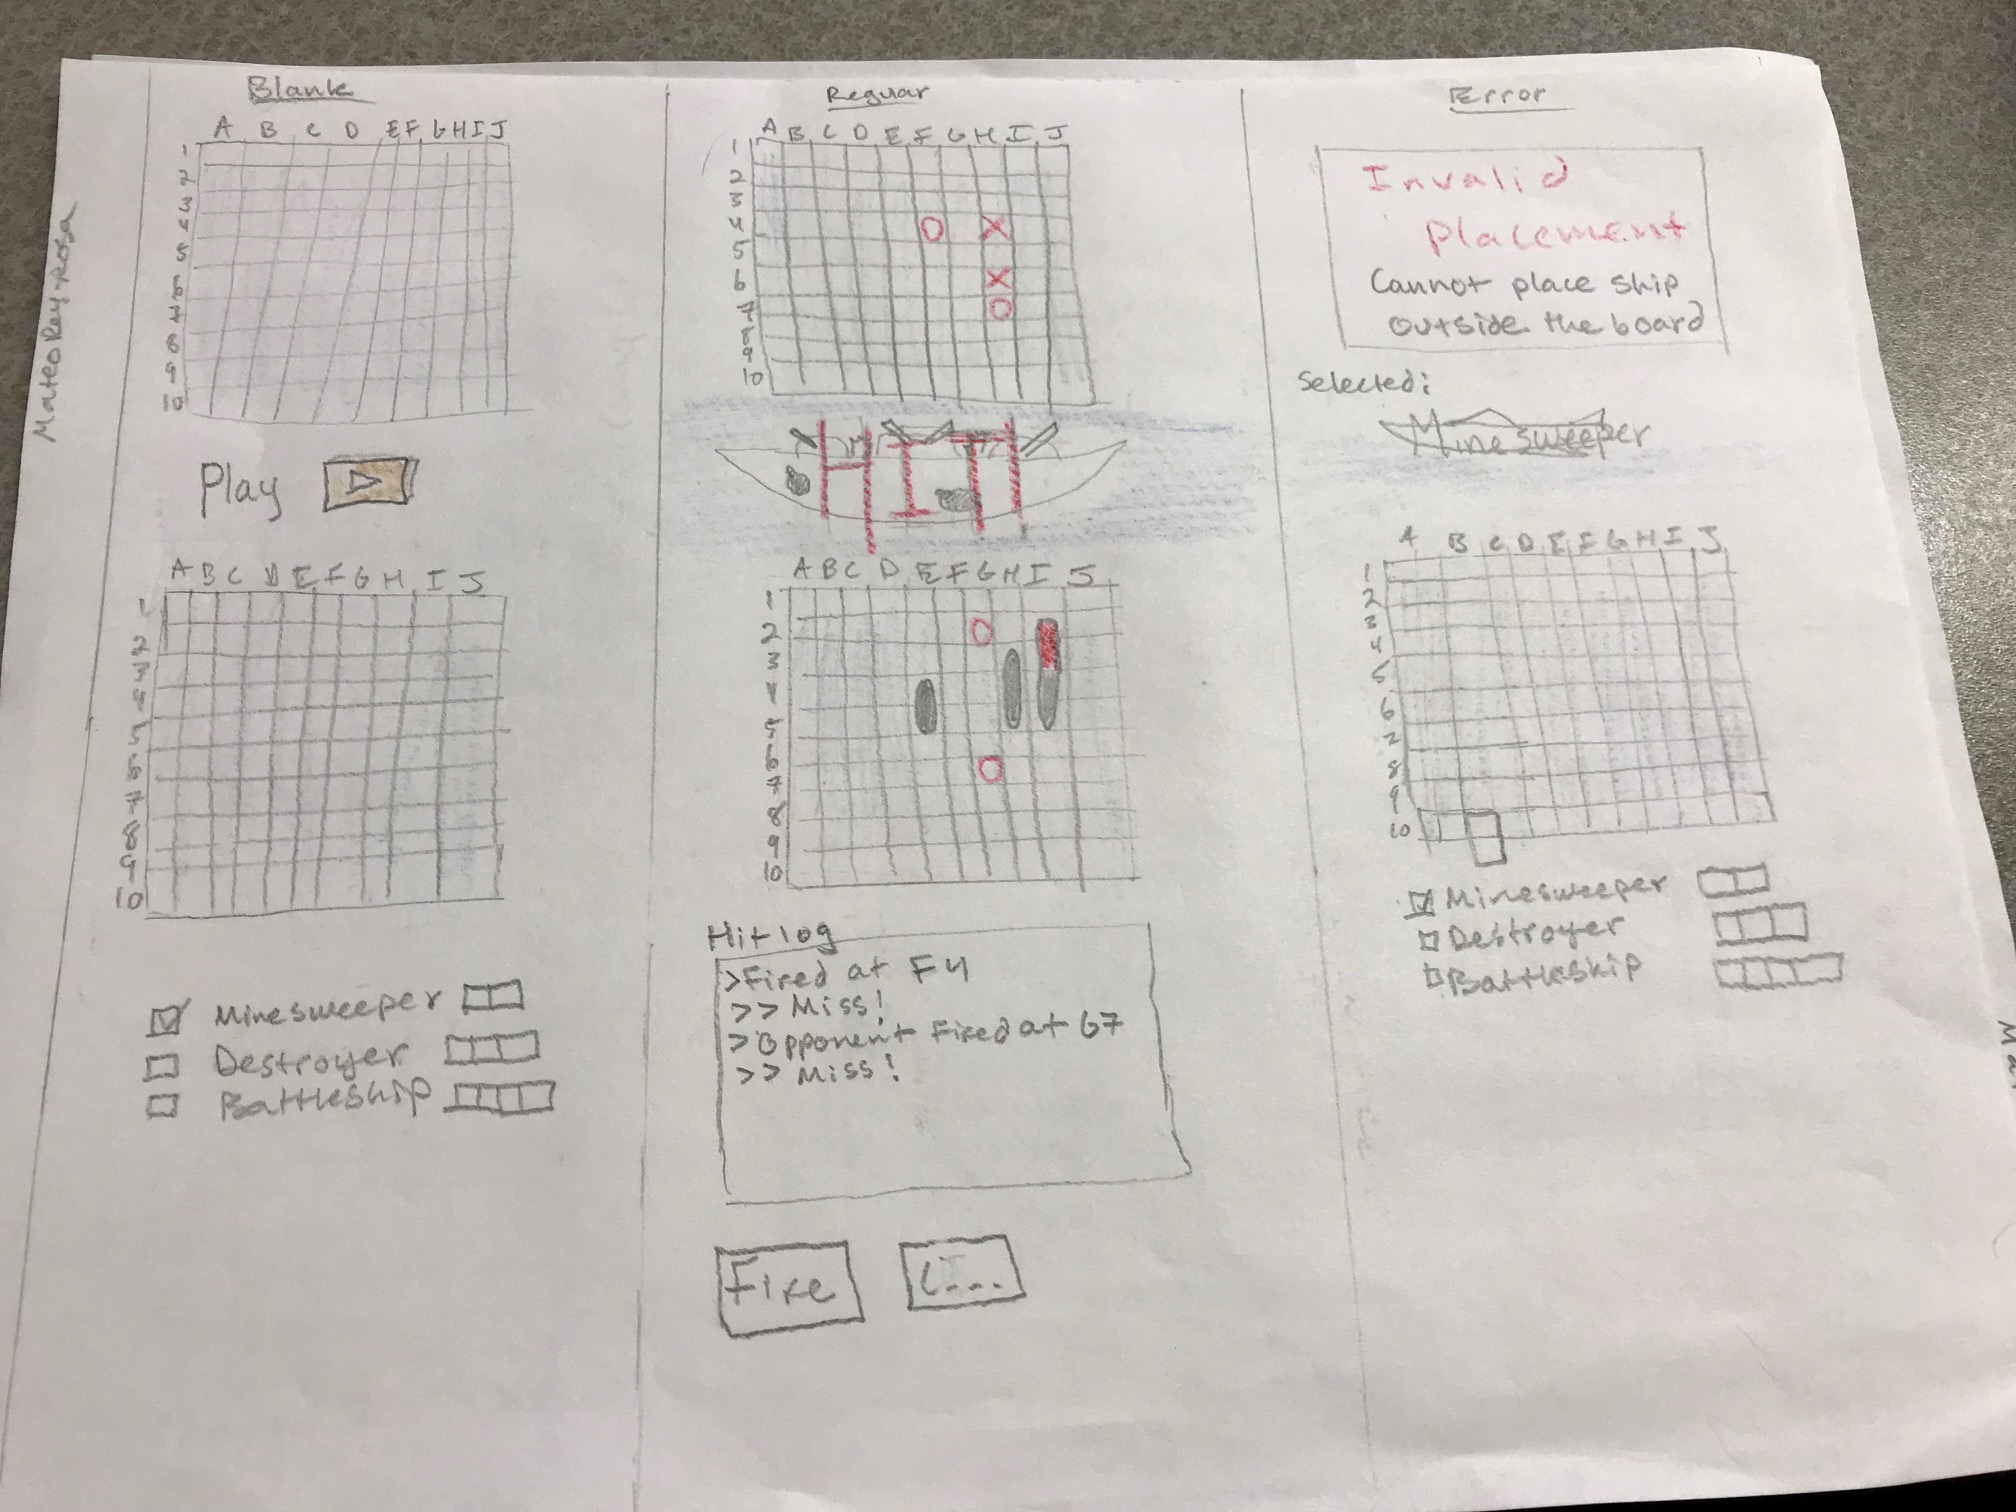 Mateo Rey-Rosa
Blank
A B C D E F G H I J
1
2
3
4
5
6
7
8
9
10
Play
A B C D E F G H I J
1
2
3
4
5
6
7
8
9
10
Minesweeper
Destroyer
Battleship
Regular
A B C D E F G H I J
1
2
3
4
5
6
7
8
9
10
A B C D E F G H I J
1
2
3
4
5
6
7
8
9
10
Hit log
>Fired at F4
>> Miss!
>Opponent fired at G7
>> Miss!
Fire
Error
Invalid
placement
Cannot place ship
outside the board
Selected:
Minesweeper
A B C D E F G H I J
1
2
3
4
5
6
7
8
9
10
Minesweeper
Destroyer
Battleship